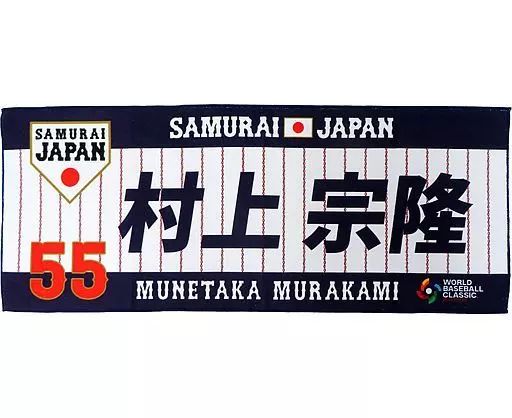 SAMURAI JAPAN
SAMURAI
JAPAN
村上 宗隆
55
MUNETAKA MURAKAMI
WORLD
BASEBALL
CLASSIC